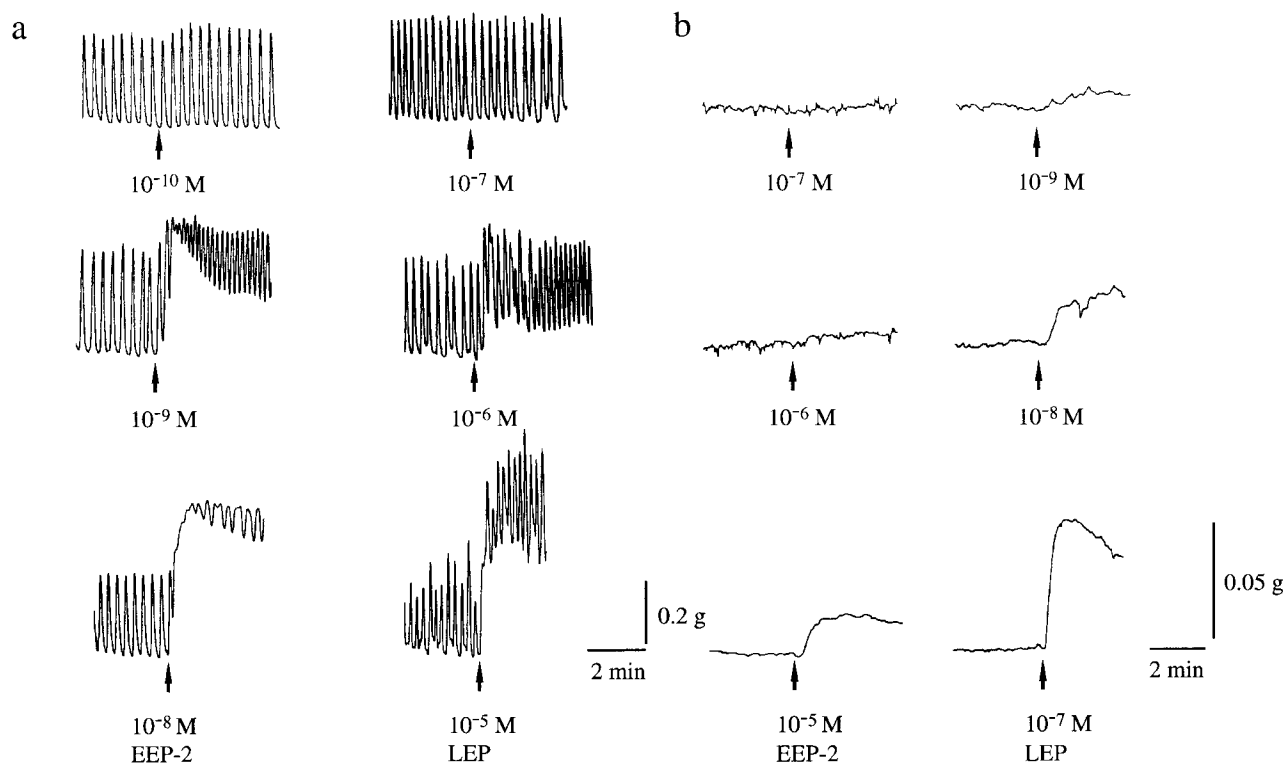 a
b
10⁻¹⁰ M
10⁻⁷ M
10⁻⁷ M
10⁻⁹ M
10⁻⁹ M
10⁻⁶ M
10⁻⁶ M
10⁻⁸ M
0.2 g
2 min
0.05 g
2 min
10⁻⁸ M
EEP-2
10⁻⁵ M
LEP
10⁻⁵ M
EEP-2
10⁻⁷ M
LEP